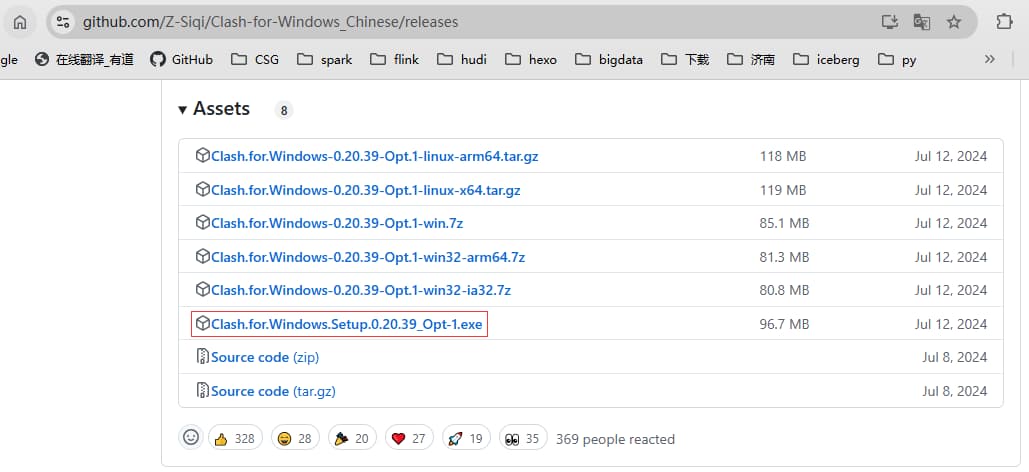 github.com/Z-Siqi/Clash-for-Windows_Chinese/releases
gle 在线翻译_有道 GitHub CSG spark flink hudi hexo bigdata 下载 济南 iceberg py »
Assets 8
Clash.for.Windows-0.20.39-Opt.1-linux-arm64.tar.gz 118 MB Jul 12, 2024
Clash.for.Windows-0.20.39-Opt.1-linux-x64.tar.gz 119 MB Jul 12, 2024
Clash.for.Windows-0.20.39-Opt.1-win.7z 85.1 MB Jul 12, 2024
Clash.for.Windows-0.20.39-Opt.1-win32-arm64.7z 81.3 MB Jul 12, 2024
Clash.for.Windows-0.20.39-Opt.1-win32-ia32.7z 80.8 MB Jul 12, 2024
Clash.for.Windows.Setup.0.20.39_Opt-1.exe 96.7 MB Jul 12, 2024
Source code (zip) Jul 8, 2024
Source code (tar.gz) Jul 8, 2024
328 28 20 27 19 35 369 people reacted